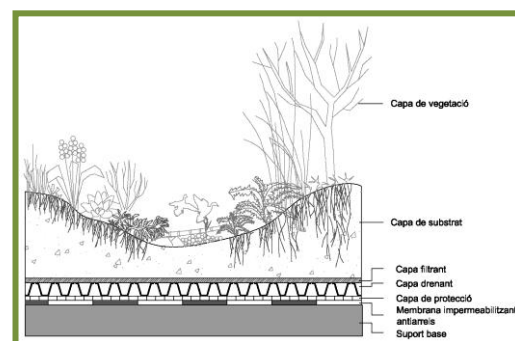 Capa de vegetació
Capa de substrat
Capa filtrant
Capa drenant
Capa de protecció
Membrana impermeabilitzant
antiarrels
Suport base